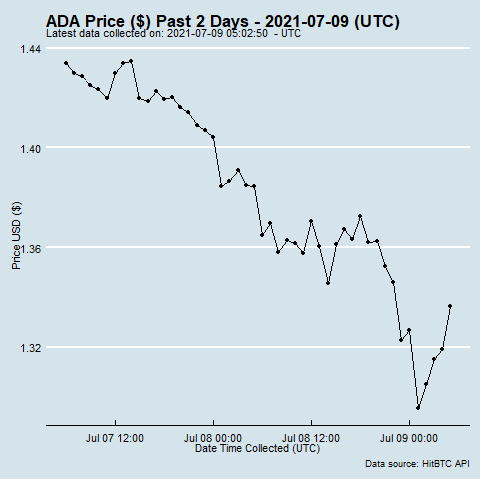 ADA Price ($) Past 2 Days - 2021-07-09 (UTC)
Latest data collected on: 2021-07-09 05:02:50 - UTC
1.44
1.40
1.36
1.32
Price USD ($)
Jul 07 12:00 Jul 08 00:00 Jul 08 12:00 Jul 09 00:00
Date Time Collected (UTC)
Data source: HitBTC API